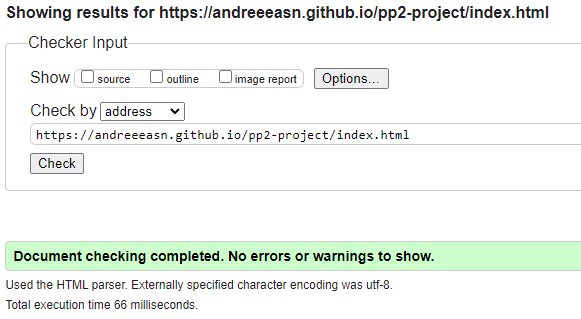 Showing results for https://andreeeasn.github.io/pp2-project/index.html
Checker Input
Show source outline image report Options...
Check by address
https://andreeeasn.github.io/pp2-project/index.html
Check
Document checking completed. No errors or warnings to show.
Used the HTML parser. Externally specified character encoding was utf-8.
Total execution time 66 milliseconds.